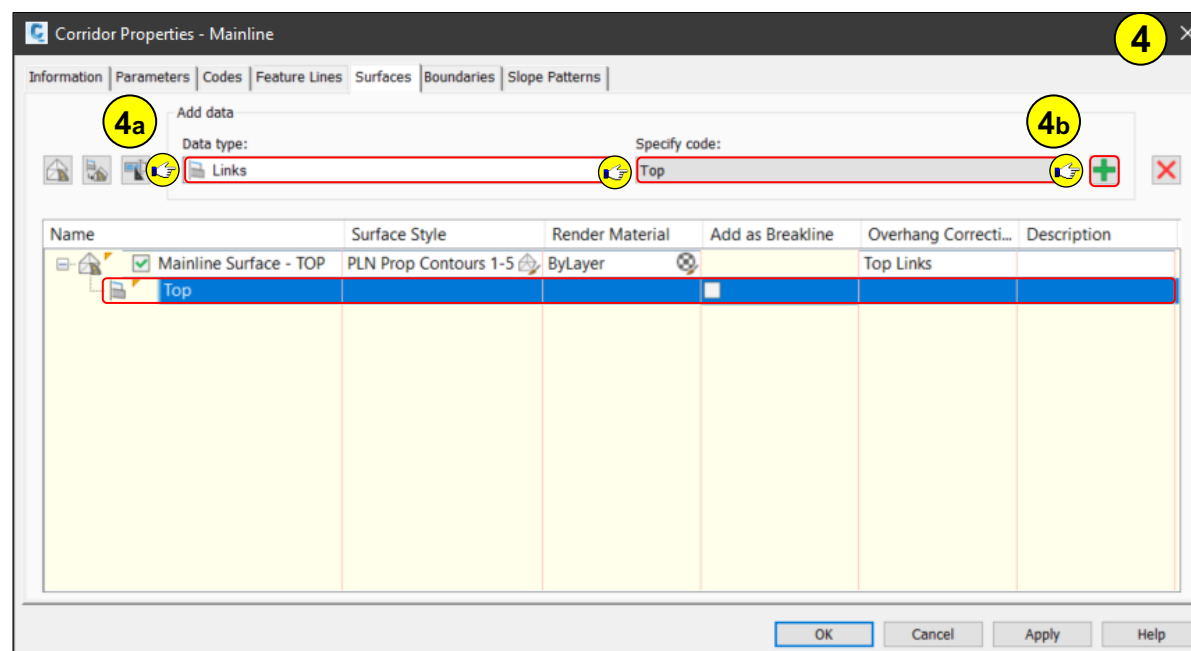 Corridor Properties - Mainline
4
Information Parameters Codes Feature Lines Surfaces Boundaries Slope Patterns
4a
Add data
4b
Data type:
Specify code:
Links
Top
Name Surface Style Render Material Add as Breakline Overhang Correcti... Description
Mainline Surface - TOP PLN Prop Contours 1-5 ByLayer Top Links
Top
OK Cancel Apply Help